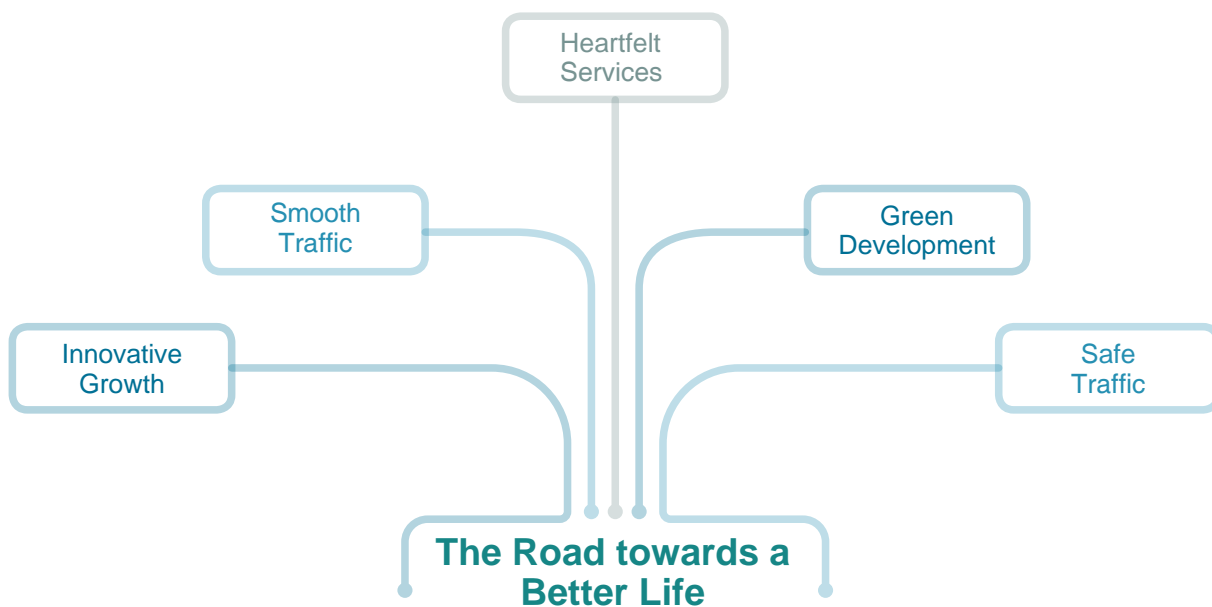 Heartfelt
Services
Smooth
Traffic
Green
Development
Innovative
Growth
Safe
Traffic
The Road towards a
Better Life